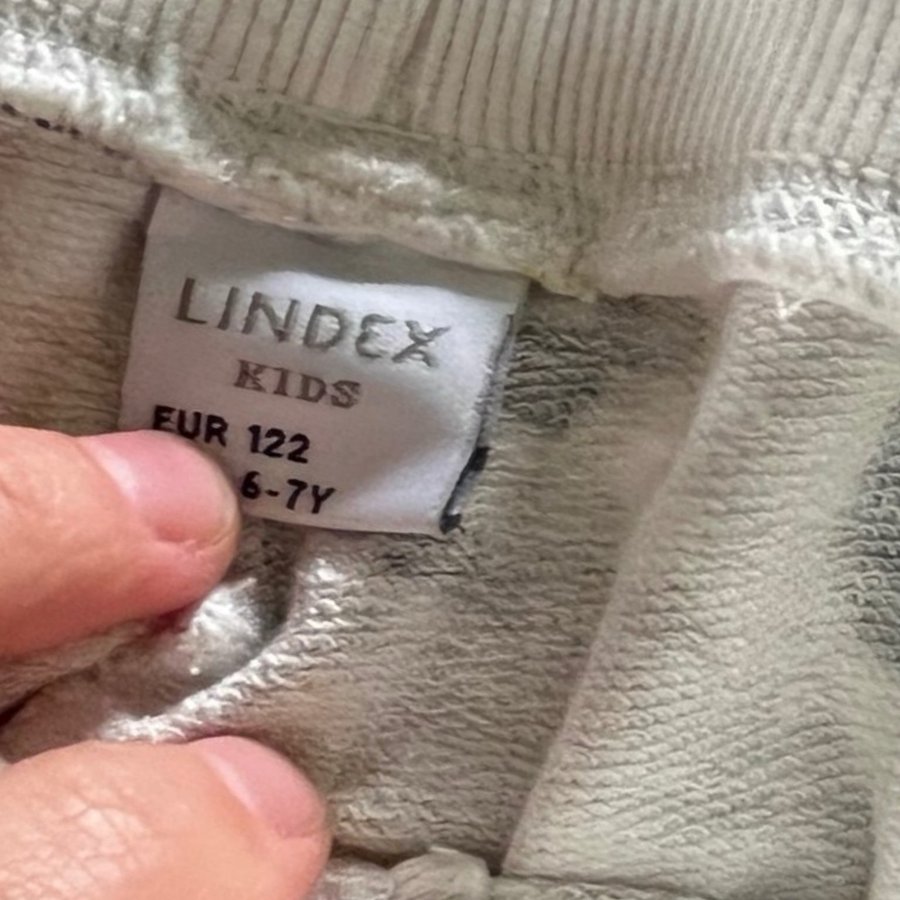 LINDEX
KIDS
EUR 122
6-7Y